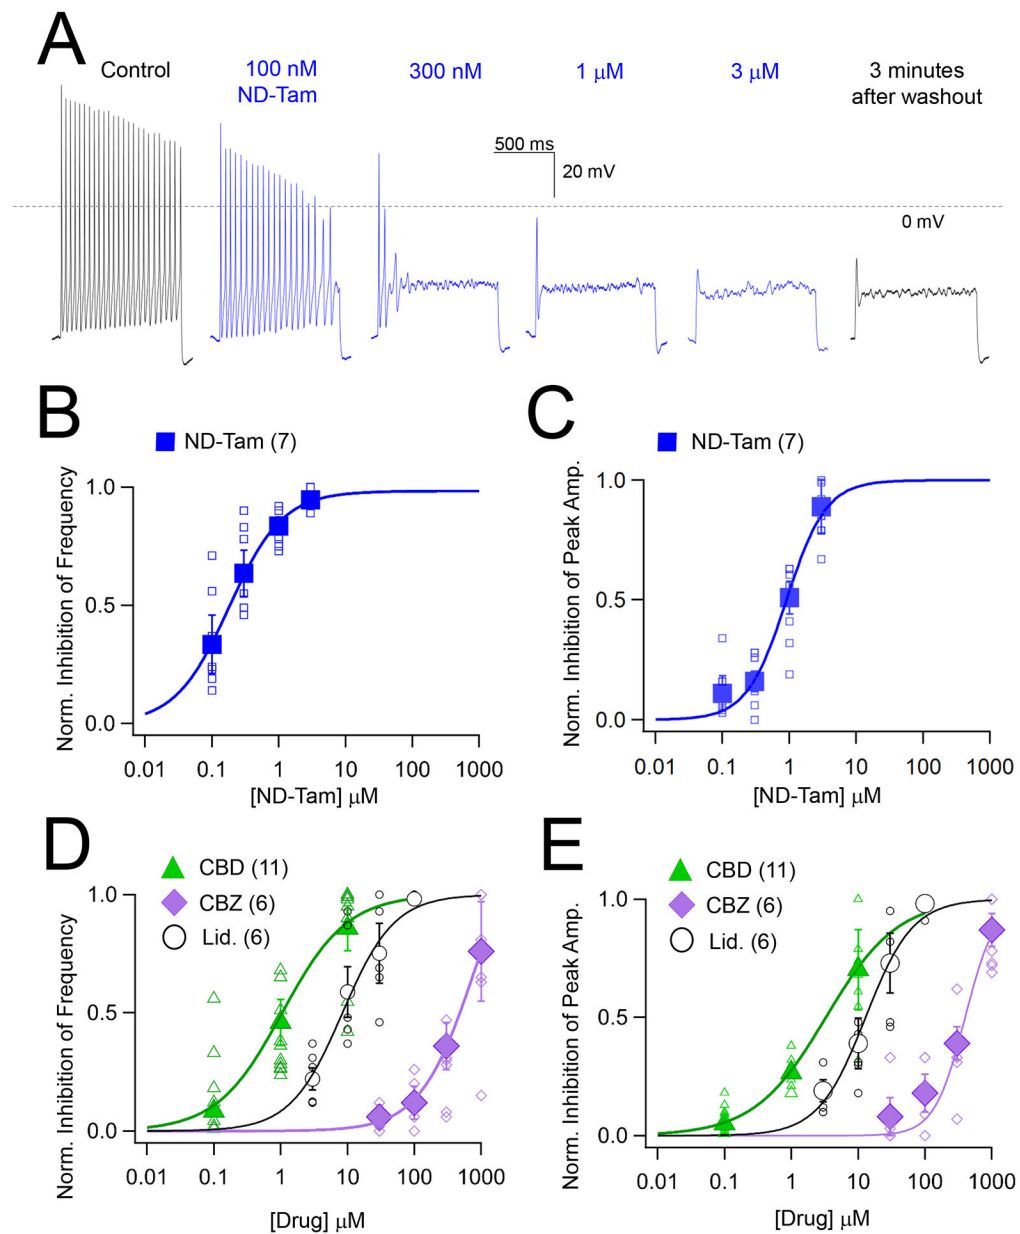 A
Control
100 nM
ND-Tam
300 nM
1 μM
3 μM
3 minutes
after washout
500 ms
20 mV
0 mV
B
ND-Tam (7)
Norm. Inhibition of Frequency
1.0
0.5
0.0
0.01 0.1 1 10 100 1000
[ND-Tam] μM
C
ND-Tam (7)
Norm. Inhibition of Peak Amp.
1.0
0.5
0.0
0.01 0.1 1 10 100 1000
[ND-Tam] μM
D
CBD (11)
CBZ (6)
Lid. (6)
Norm. Inhibition of Frequency
1.0
0.5
0.0
0.01 0.1 1 10 100 1000
[Drug] μM
E
CBD (11)
CBZ (6)
Lid. (6)
Norm. Inhibition of Peak Amp.
1.0
0.5
0.0
0.01 0.1 1 10 100 1000
[Drug] μM